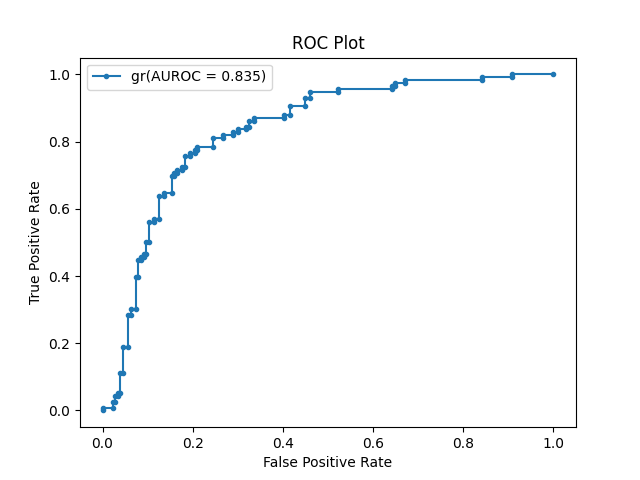 ROC Plot
gr(AUROC = 0.835)
1.0
0.8
0.6
0.4
0.2
0.0
True Positive Rate
0.0 0.2 0.4 0.6 0.8 1.0
False Positive Rate